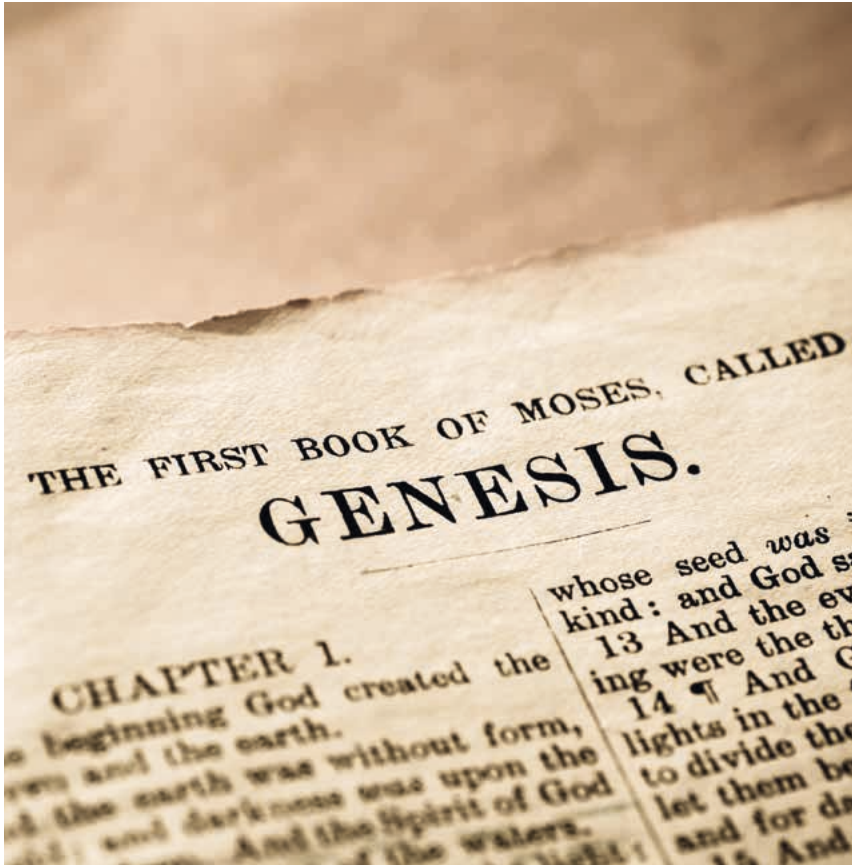 THE FIRST BOOK OF MOSES, CALLED
GENESIS.
CHAPTER 1.
beginning God created the
and the earth.
the earth was without form,
and darkness was upon the
And the Spirit of God
of the waters.
light:
whose seed was
kind: and God
13 And the
ing were the
14 ¶ And
lights in the
to divide the
let them
and for
And